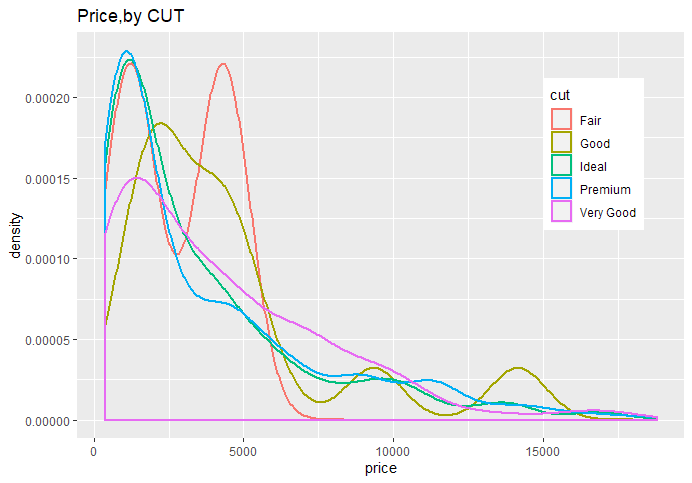 Price,by CUT
density
0.00020
0.00015
0.00010
0.00005
0.00000
cut
Fair
Good
Ideal
Premium
Very Good
0
5000
10000
15000
price